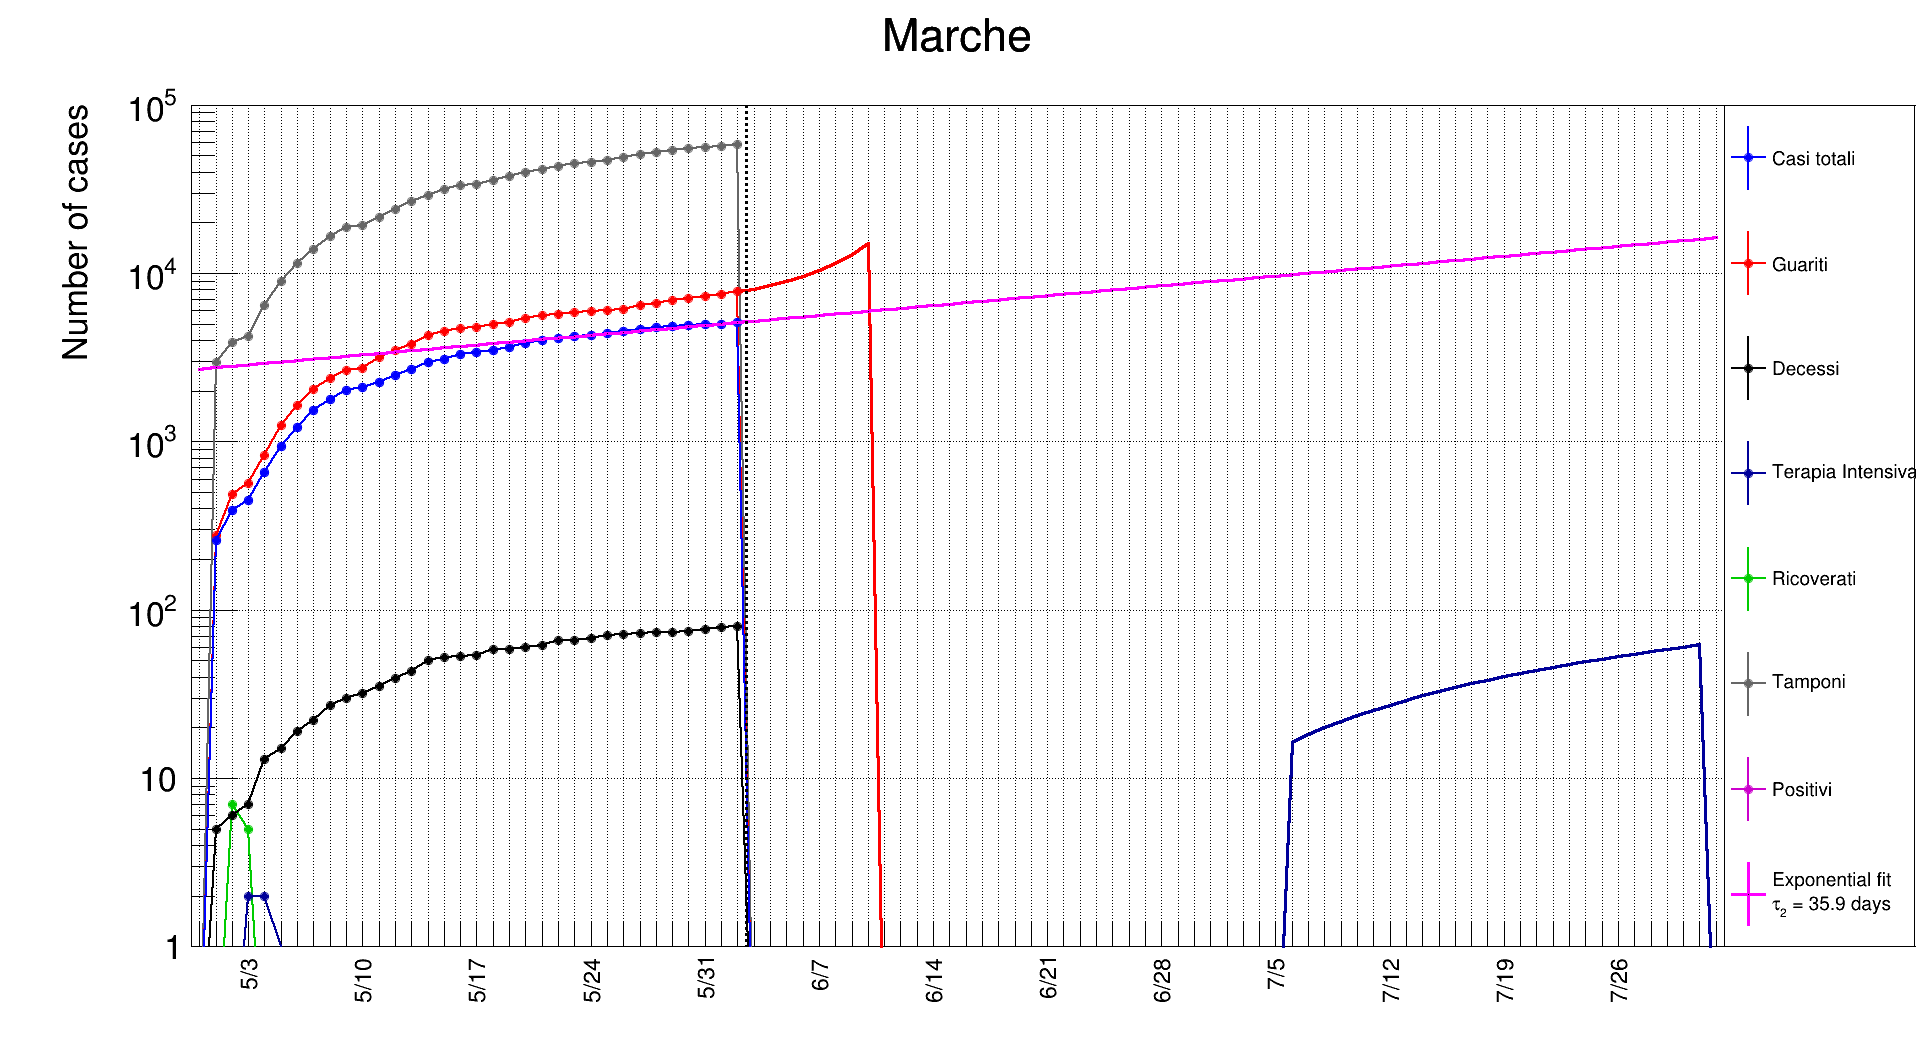 Marche
Number of cases
10^5
10^4
10^3
10^2
10
1
5/3
5/10
5/17
5/24
5/31
6/7
6/14
6/21
6/28
7/5
7/12
7/19
7/26
Casi totali
Guariti
Decessi
Terapia Intensiva
Ricoverati
Tamponi
Positivi
Exponential fit
τ_2 = 35.9 days